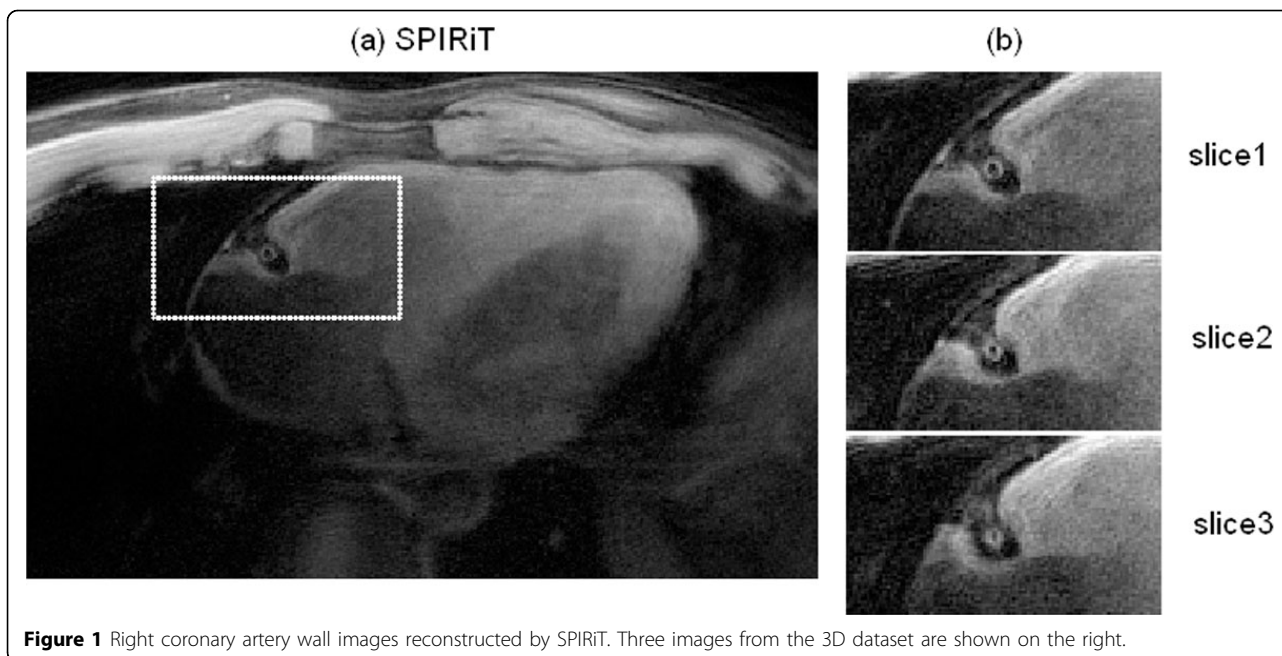 (a) SPIRiT
(b)
slice1
slice2
slice3
Figure 1 Right coronary artery wall images reconstructed by SPIRiT. Three images from the 3D dataset are shown on the right.